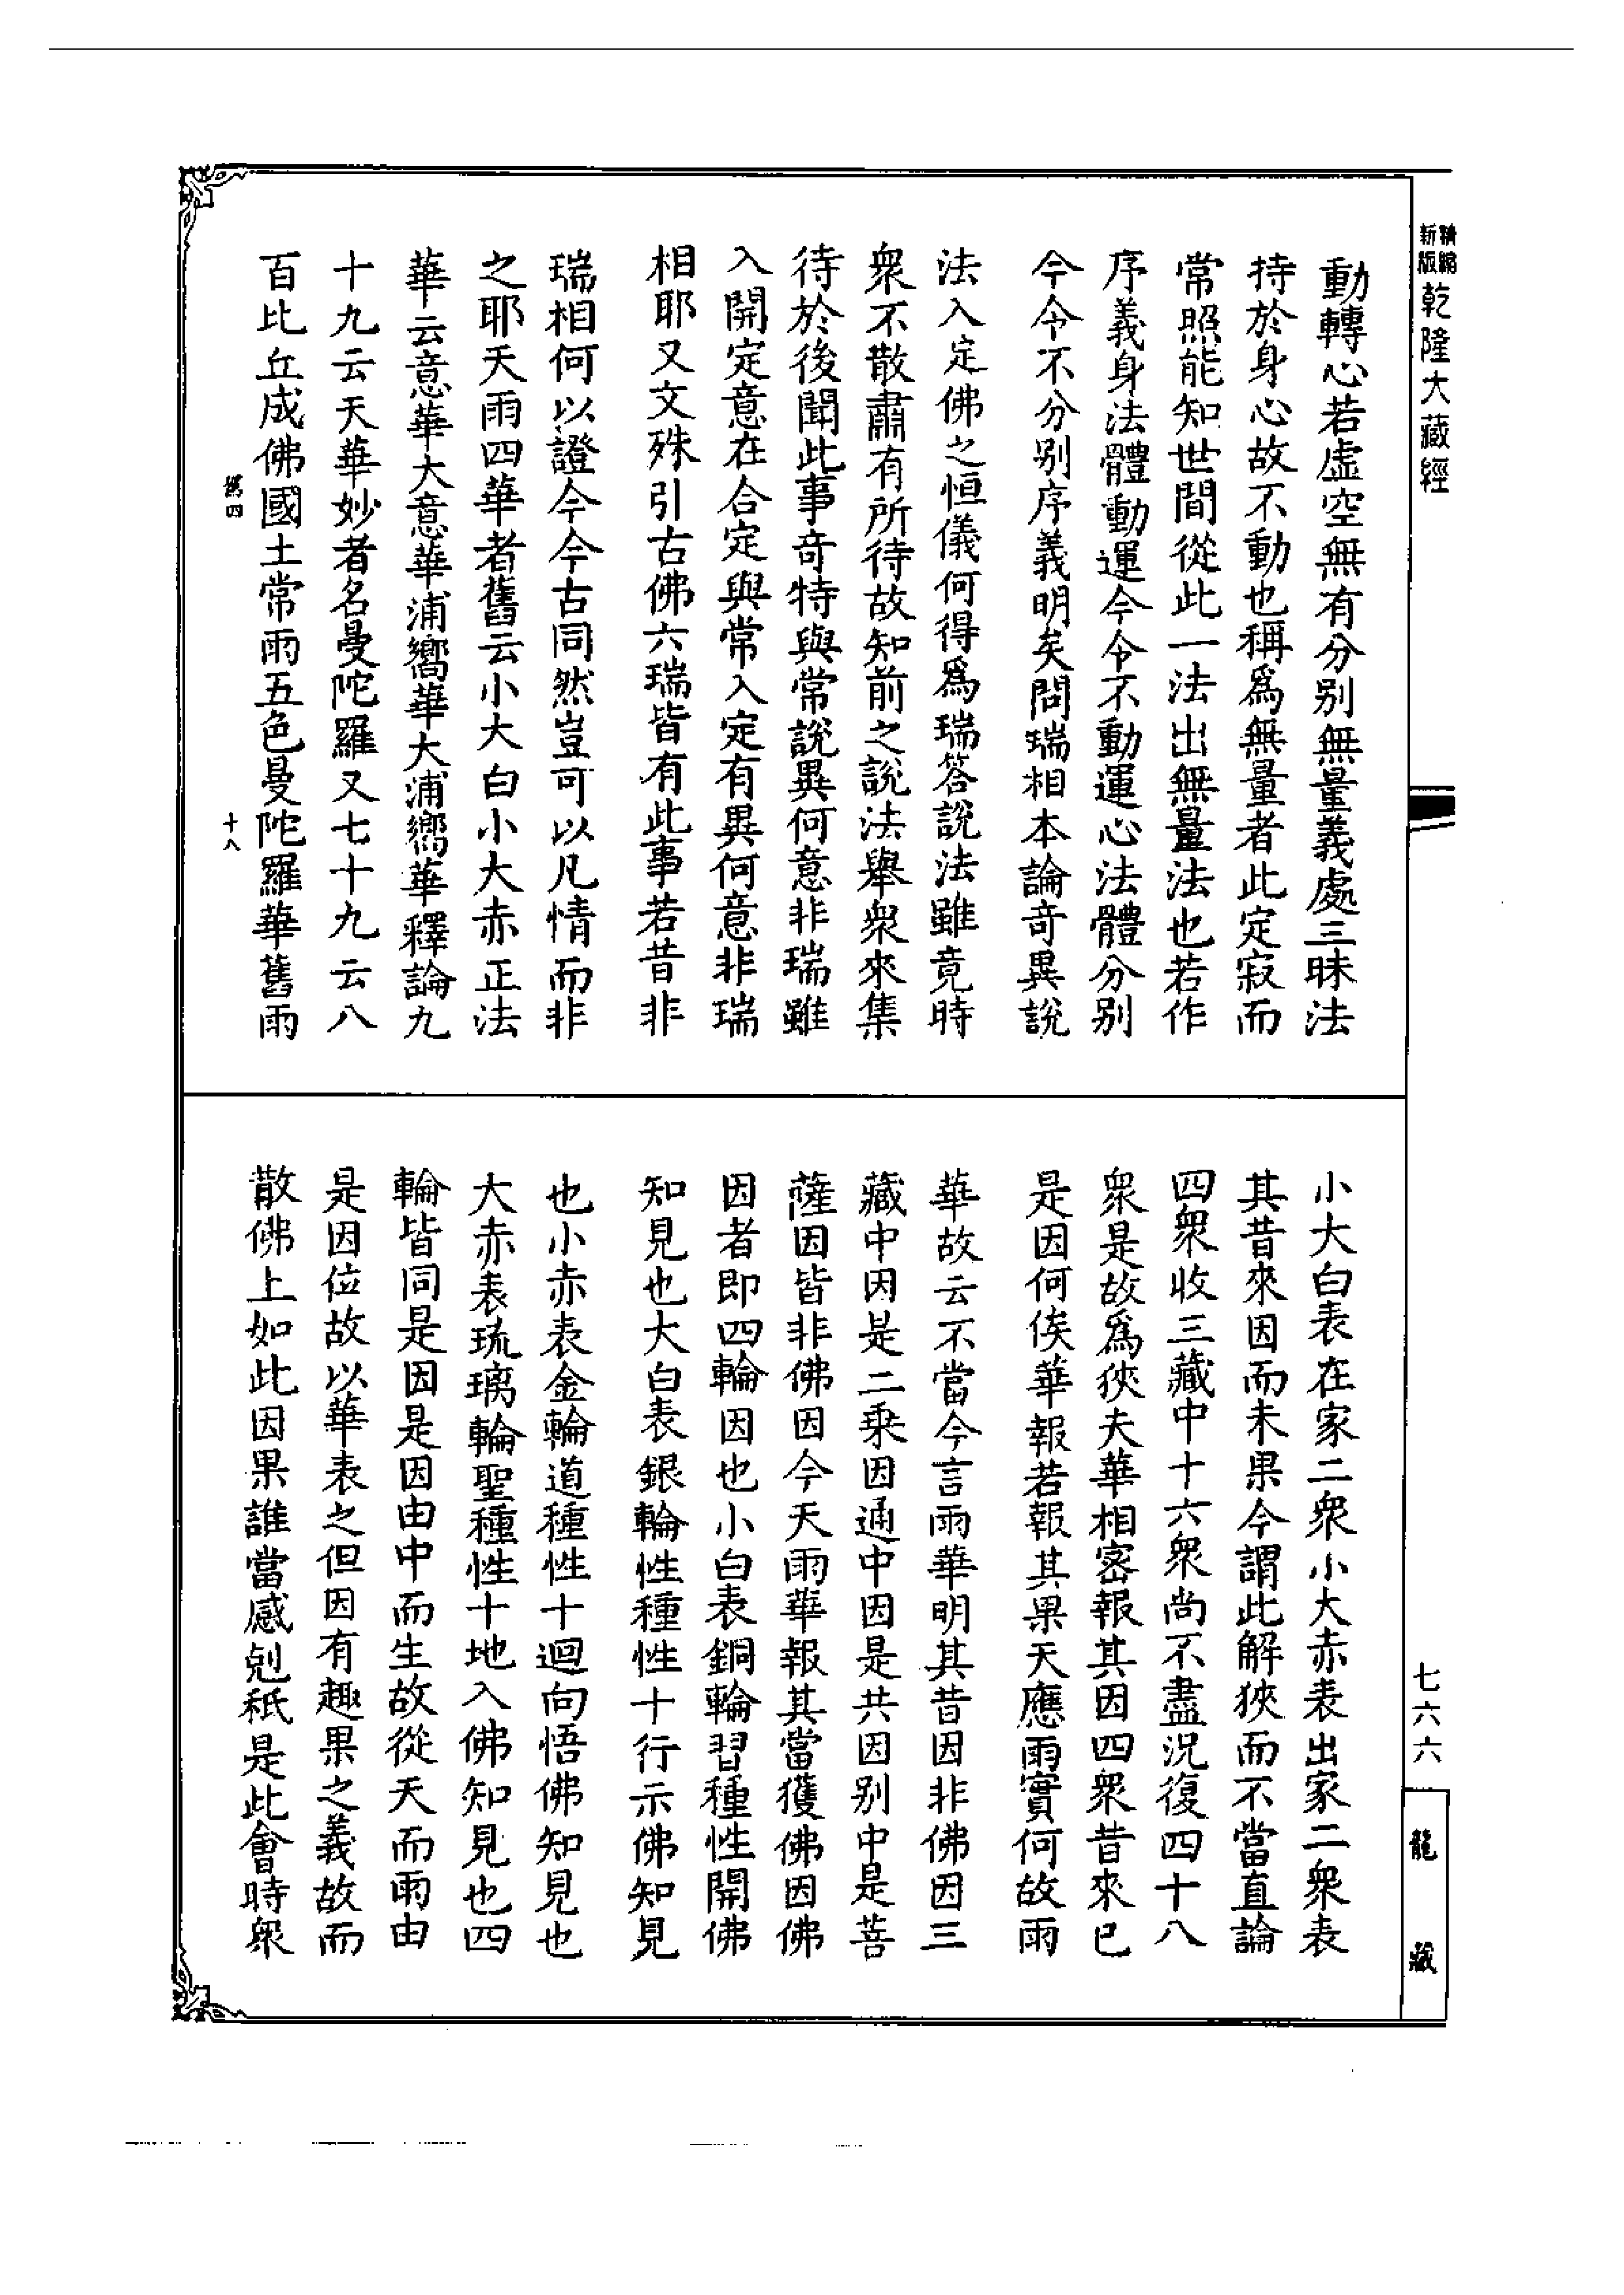 精縮
新版
乾隆大藏經
動轉心若虛空無有分別無量義處三昧法
持於身心故不動也稱爲無量者此定寂而
常照能知世間從此一法出無量法也若作
序義身法體動運今令不動運心法體分別
今令不分別序義明矣問瑞相本論奇異說
法入定佛之恒儀何得爲瑞答說法雖竟時
衆不散肅有所待故知前之說法舉衆來集
待於後聞此事奇特與常說異何意非瑞雖
入開定意在合定與常入定有異何意非瑞
相耶又文殊引古佛六瑞皆有此事若昔非
瑞相何以證今今古同然豈可以凡情而非
之耶天雨四華者舊云小大白小大赤正法
華云意華大意華浦嚮華大浦嚮華釋論九
十九云天華妙者名曼陀羅又七十九云八
百比丘成佛國土常雨五色曼陀羅華舊雨
四
十八
小大白表在家二衆小大赤表出家二衆表
其昔來因而未果今謂此解狹而不當直論
四衆收三藏中十六衆尚不盡況復四十八
衆是故爲狹夫華相密報其因四衆昔來已
是因何俟華報若報其果天應雨實何故雨
華故云不當今言雨華明其昔因非佛因三
藏中因是二乘因通中因是共因別中是菩
薩因皆非佛因今天雨華報其當獲佛因佛
因者即四輪因也小白表銅輪習種性開佛
知見也大白表銀輪性種性十行示佛知見
也小赤表金輪道種性十迴向悟佛知見也
大赤表琉璃輪聖種性十地入佛知見也四
輪皆同是因是因由中而生故從天而雨由
是因位故以華表之但因有趣果之義故而
散佛上如此因果誰當感剋秖是此會時衆
七六六
龍藏